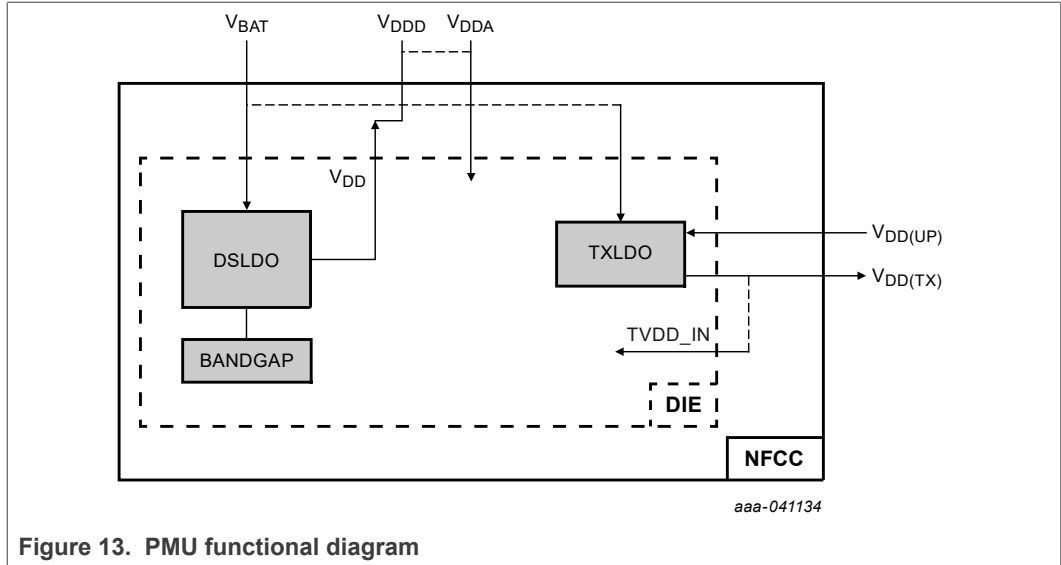 VBAT VDDD VDDA
VDD
DSLDO
TXLDO
VDD(UP)
VDD(TX)
TVDD_IN
BANDGAP
DIE
NFCC
aaa-041134
Figure 13. PMU functional diagram